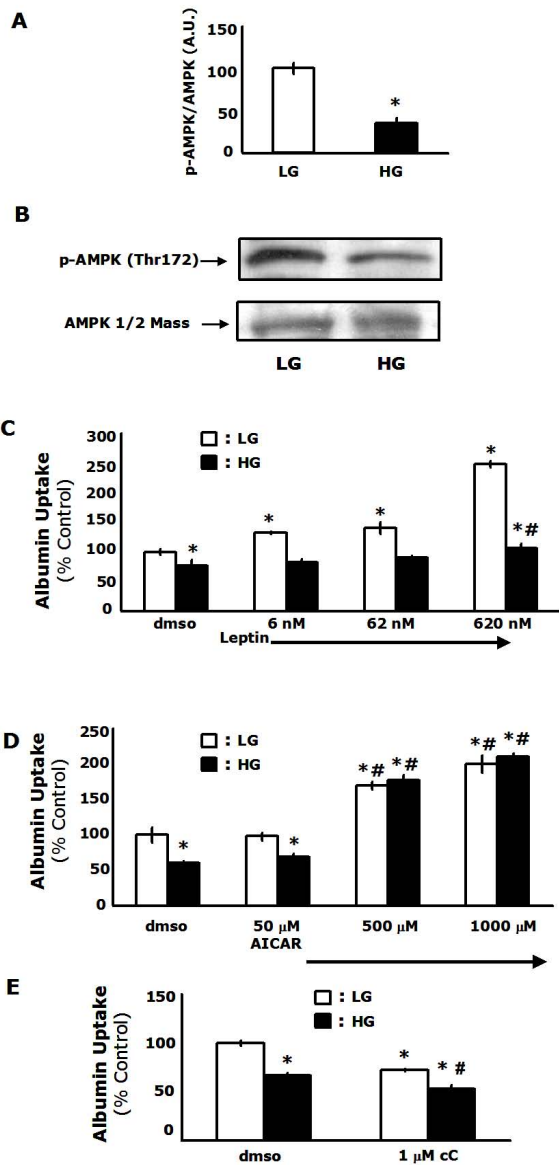 A
p-AMPK/AMPK (A.U.)
150
100
50
0
*
LG
HG
B
p-AMPK (Thr172)
AMPK 1/2 Mass
LG
HG
C
Albumin Uptake
(% Control)
300
250
200
150
100
50
0
: LG
: HG
*
*
*
*
*#
dmso
6 nM
62 nM
620 nM
Leptin
D
Albumin Uptake
(% Control)
250
200
150
100
50
0
: LG
: HG
*
*
*#
*#
*#
*#
dmso
50 µM
500 µM
1000 µM
AICAR
E
Albumin Uptake
(% Control)
150
100
50
0
: LG
: HG
*
*
* #
dmso
1 µM cC